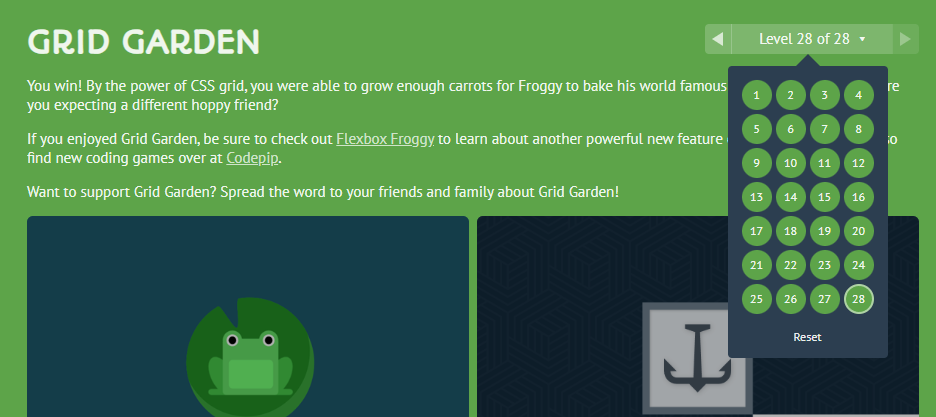 GRID GARDEN
Level 28 of 28
You win! By the power of CSS grid, you were able to grow enough carrots for Froggy to bake his world famous
you expecting a different hoppy friend?
If you enjoyed Grid Garden, be sure to check out Flexbox Froggy to learn about another powerful new feature
find new coding games over at Codepip.
Want to support Grid Garden? Spread the word to your friends and family about Grid Garden!
1 2 3 4
5 6 7 8
9 10 11 12
13 14 15 16
17 18 19 20
21 22 23 24
25 26 27 28
Reset